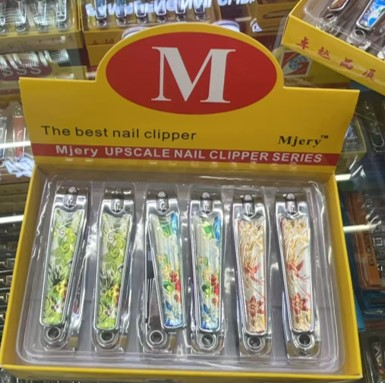 M
The best nail clipper
Mjery™
Mjery UPSCALE NAIL CLIPPER SERIES